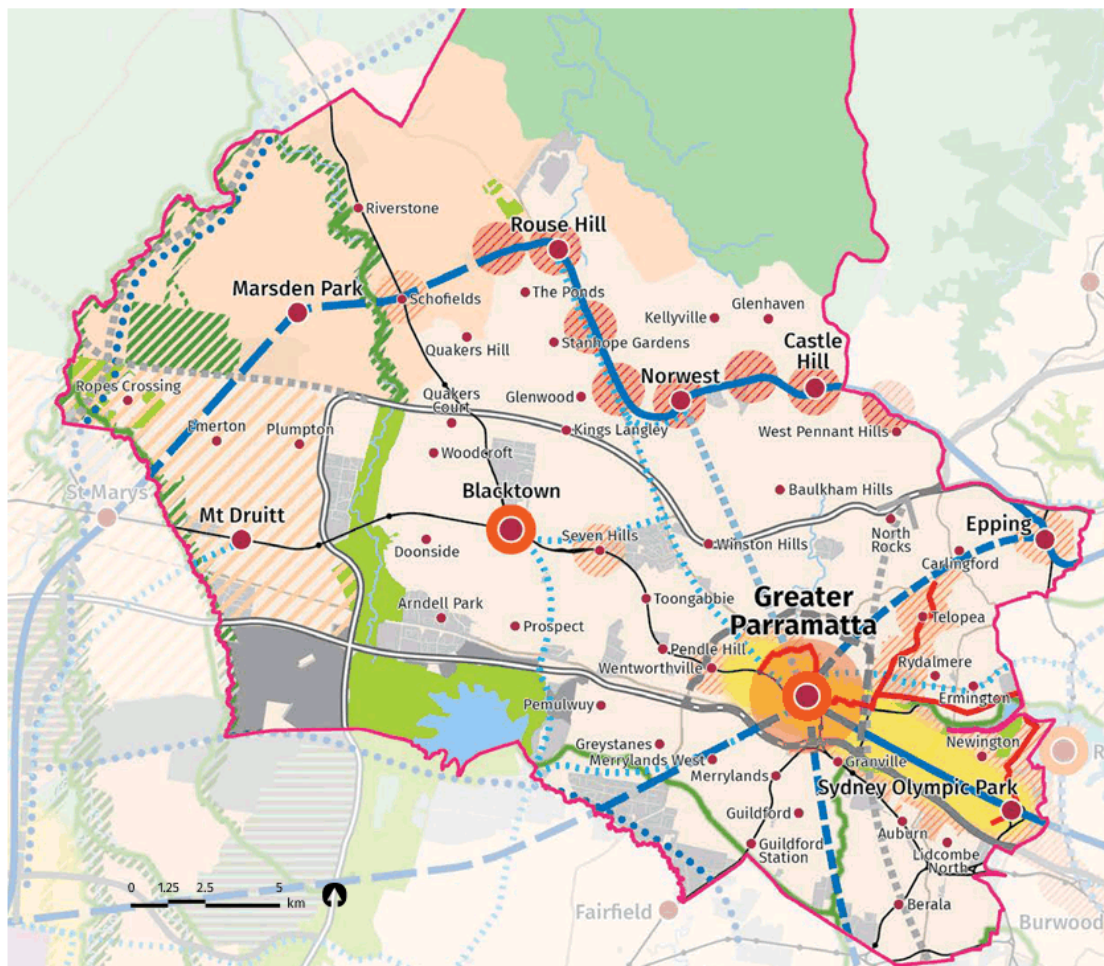 Riverstone
Rouse Hill
Marsden Park
Schofields
The Ponds
Glenhaven
Kellyville
Quakers Hill
Stanhope Gardens
Castle
Hill
Ropes Crossing
Norwest
Quakers
Court
Glenwood
Emerton
Plumpton
Kings Langley
West Pennant Hills
Woodcroft
St Marys
Blacktown
Baulkham Hills
Mt Druitt
Doonside
Seven Hills
Winston Hills
North
Rocks
Epping
Carlingford
Arndell Park
Toongabbie
Greater
Parramatta
Telopea
Prospect
Pendle Hill
Wentworthville
Rydalmere
Ermington
Pemulwuy
Greystanes
Merrylands West
Newington
R
Merrylands
Granville
Sydney Olympic Park
Guildford
Auburn
Guildford
Station
Lidcombe
North
0 1.25 2.5 5
km
Fairfield
Berala
Burwood